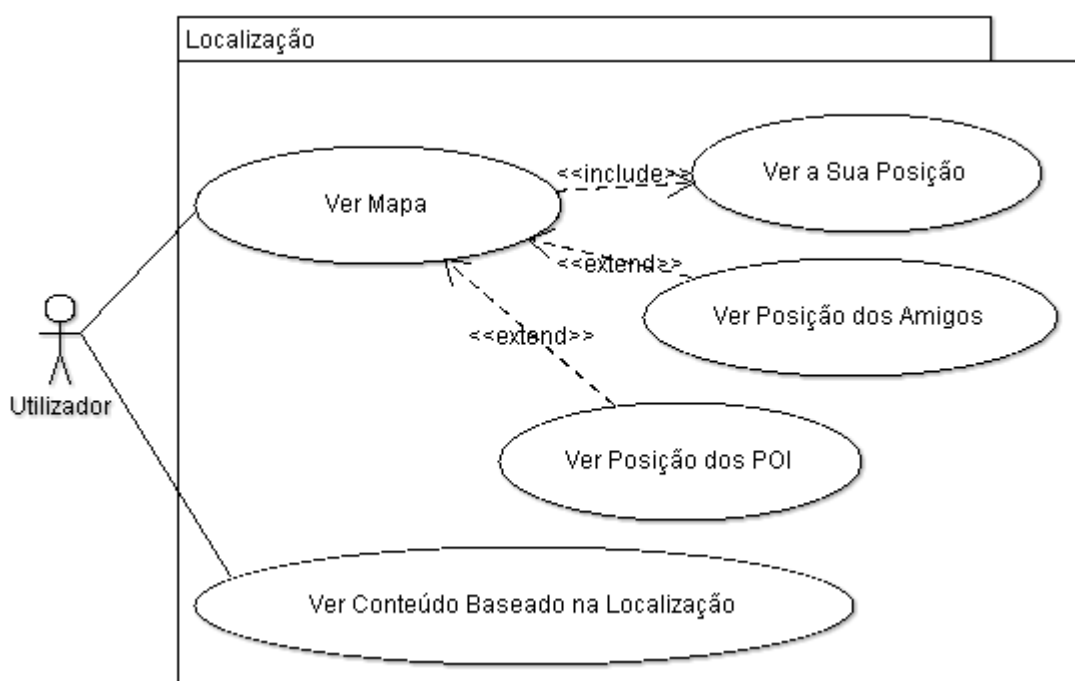 Localização
Ver a Sua Posição
<<include>>
Ver Mapa
<<extend>>
Ver Posição dos Amigos
<<extend>>
Utilizador
Ver Posição dos POI
Ver Conteúdo Baseado na Localização